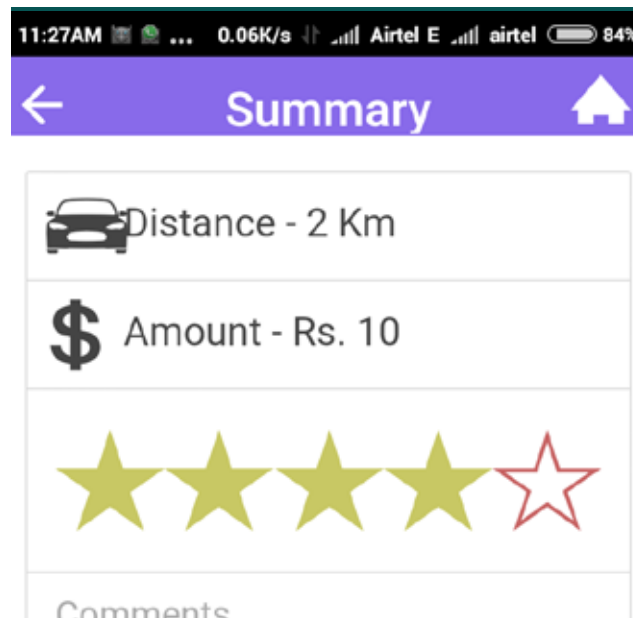 11:27AM ... 0.06K/s Airtel E airtel 84%
Summary
Distance - 2 Km
$ Amount - Rs. 10
Comments